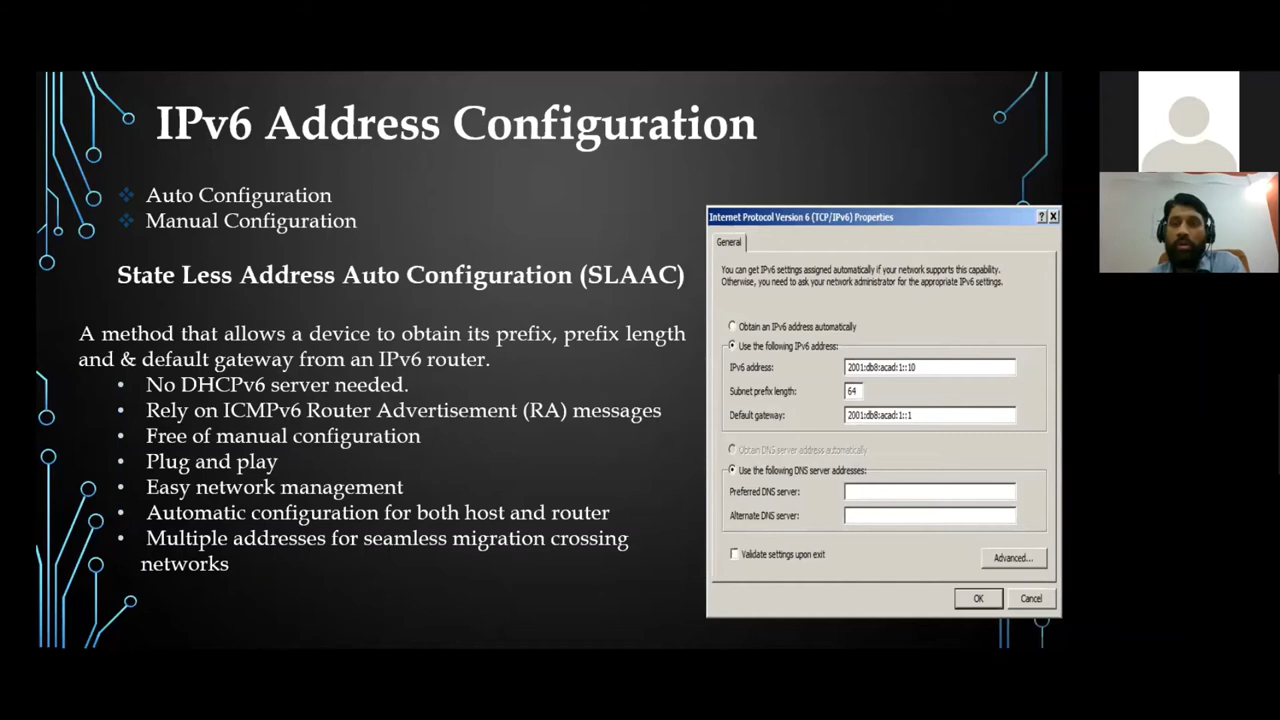 IPv6 Address Configuration
Auto Configuration
Manual Configuration
State Less Address Auto Configuration (SLAAC)
A method that allows a device to obtain its prefix, prefix length
and & default gateway from an IPv6 router.
• No DHCPv6 server needed.
• Rely on ICMPv6 Router Advertisement (RA) messages
• Free of manual configuration
• Plug and play
• Easy network management
• Automatic configuration for both host and router
• Multiple addresses for seamless migration crossing
networks
Internet Protocol Version 6 (TCP/IPv6) Properties
General
You can get IPv6 settings assigned automatically if your network supports this capability.
Otherwise, you need to ask your network administrator for the appropriate IPv6 settings.
Obtain an IPv6 address automatically
Use the following IPv6 address:
IPv6 address: 2001:db8:acad:1::10
Subnet prefix length: 64
Default gateway: 2001:db8:acad:1::1
Obtain DNS server address automatically
Use the following DNS server addresses:
Preferred DNS server:
Alternate DNS server:
Validate settings upon exit
Advanced...
OK Cancel